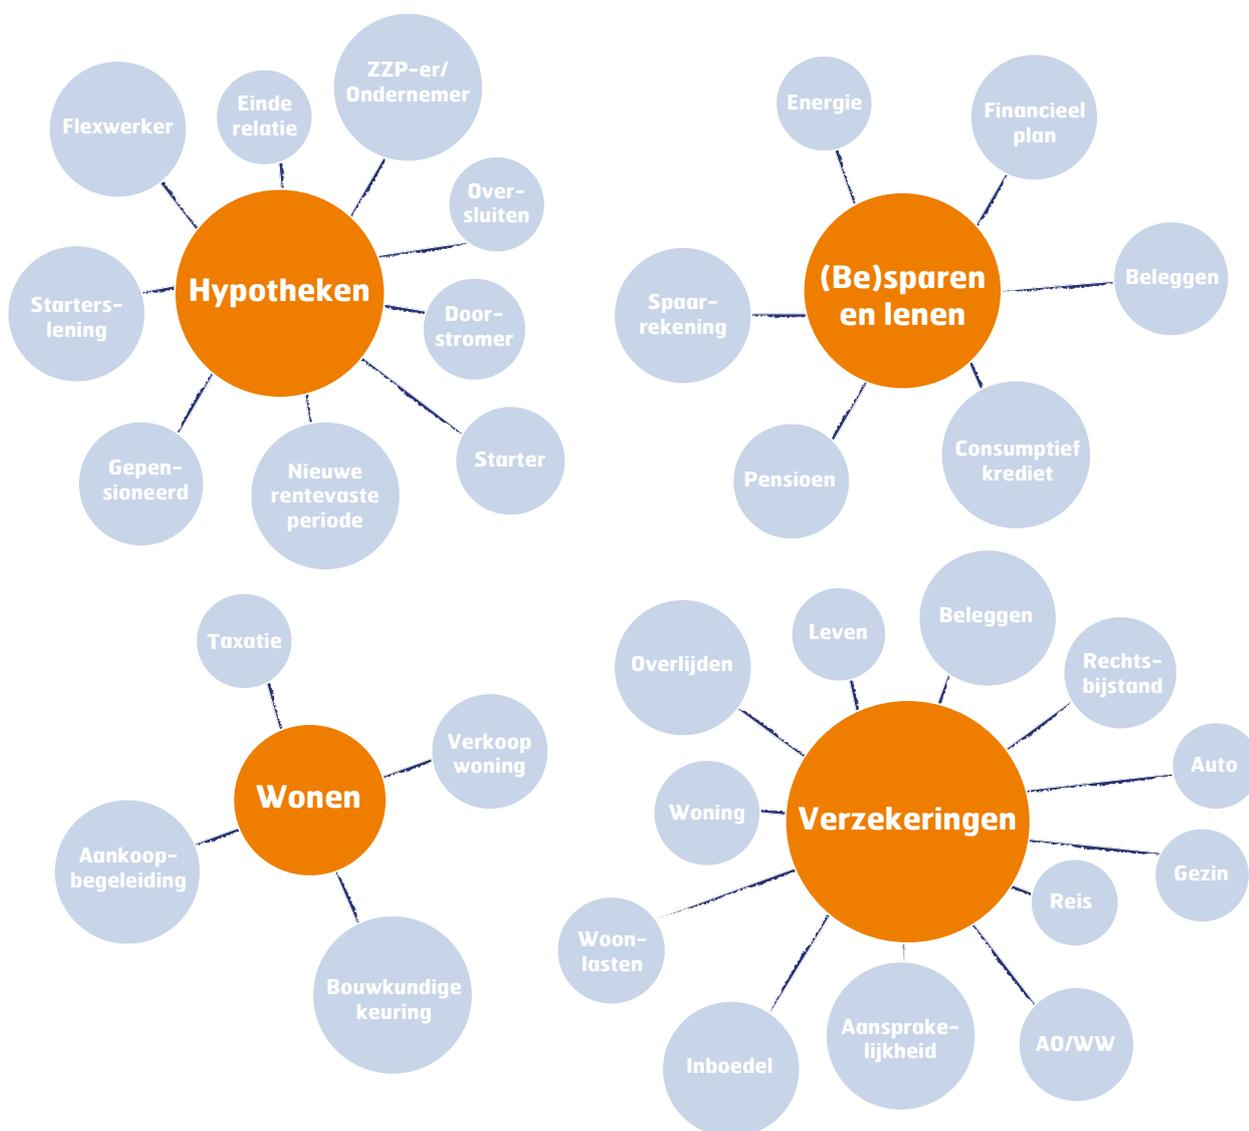 Flexwerker
Einde
relatie
ZZP-er/
Ondernemer
Over-
sluiten
Hypotheken
Starters-
lening
Door-
stromer
Gepen-
sioneerd
Nieuwe
rentevaste
periode
Starter
Energie
Financieel
plan
(Be)sparen
en lenen
Beleggen
Spaar-
rekening
Pensioen
Consumptief
krediet
Taxatie
Verkoop
woning
Wonen
Aankoop-
begeleiding
Bouwkundige
keuring
Overlijden
Leven
Beleggen
Rechts-
bijstand
Auto
Woning
Verzekeringen
Gezin
Reis
Woon-
lasten
Inboedel
Aansprake-
lijkheid
AO/WW